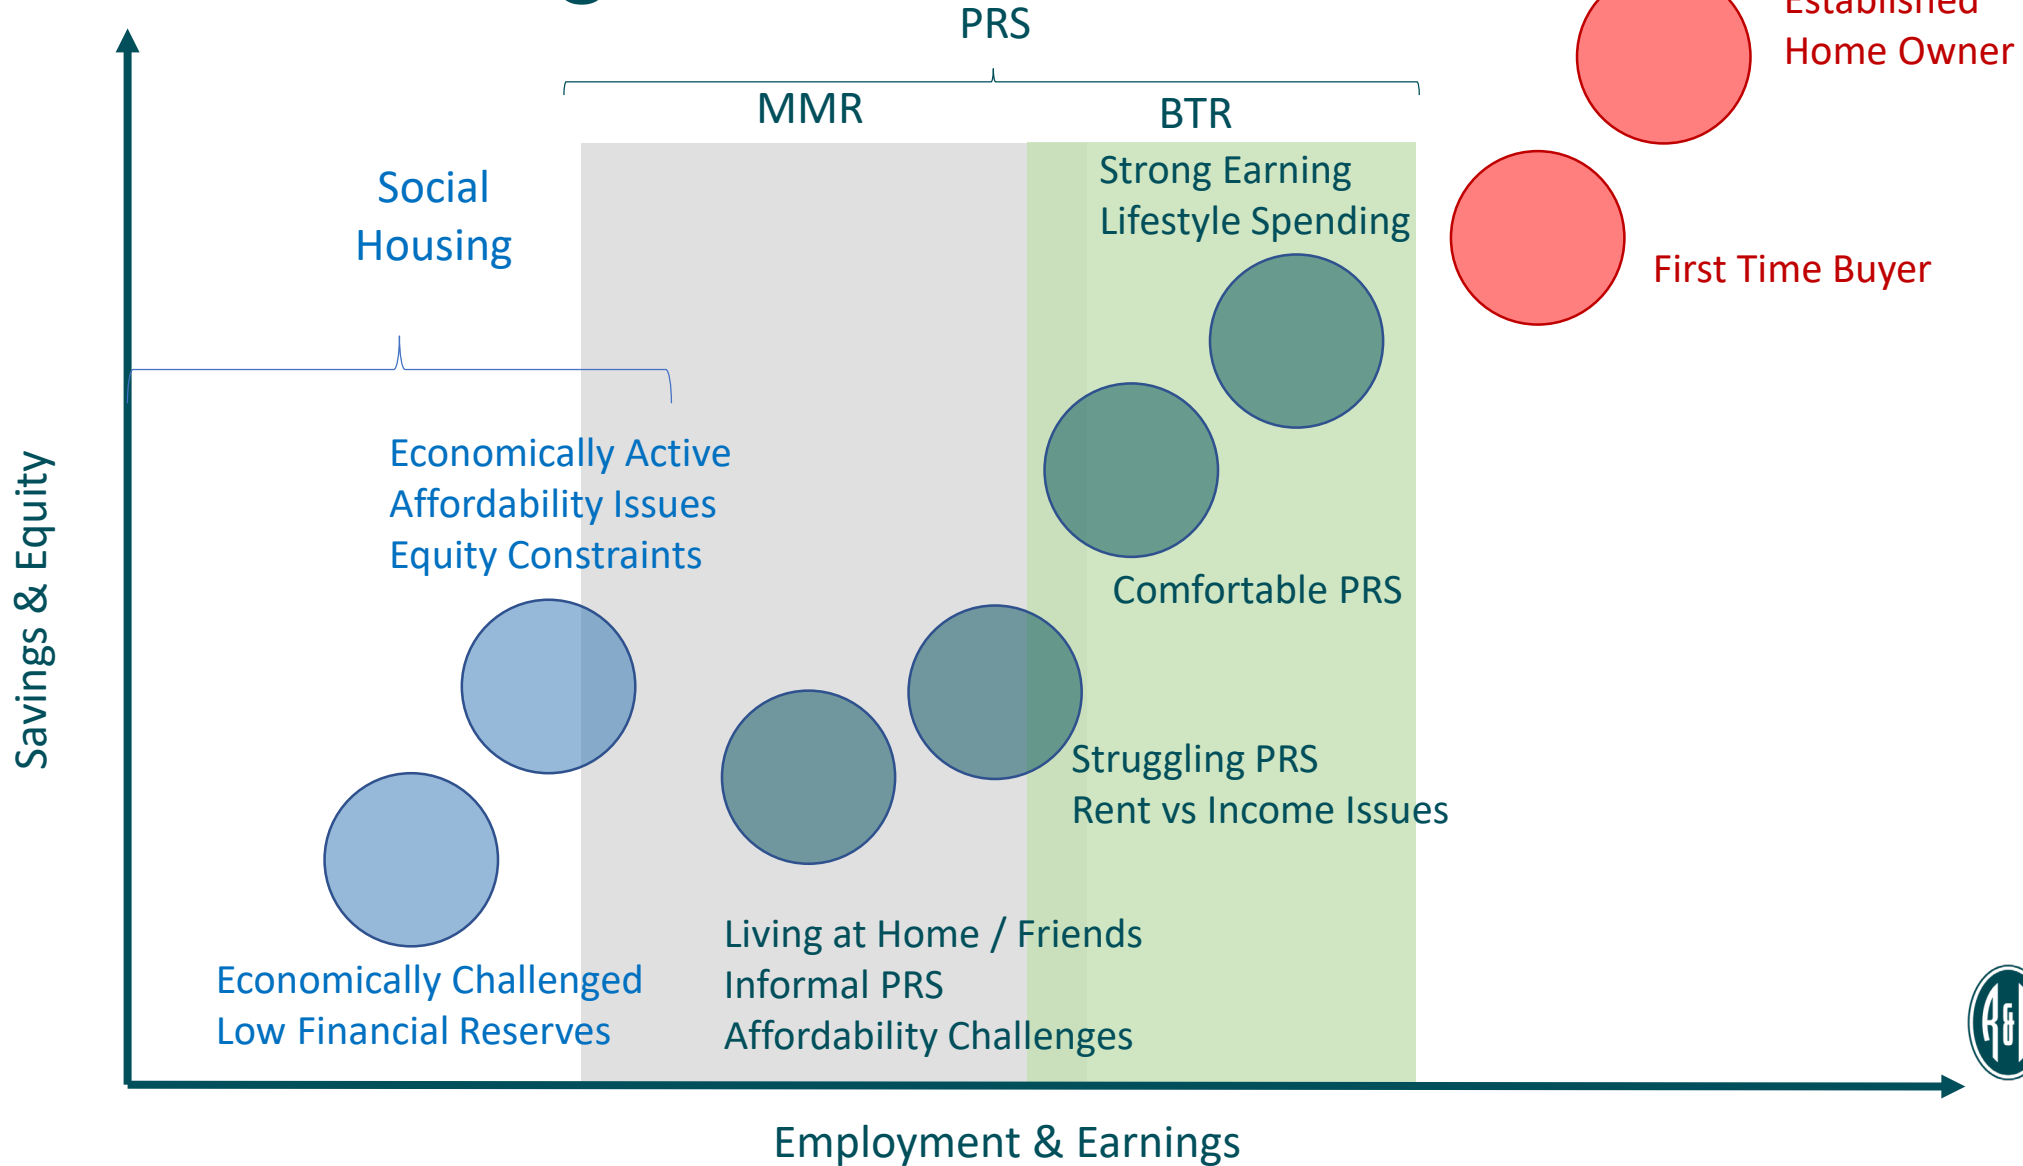 PRS
Established
Home Owner
MMR
BTR
Strong Earning
Lifestyle Spending
Social
Housing
First Time Buyer
Economically Active
Affordability Issues
Equity Constraints
Savings & Equity
Comfortable PRS
Struggling PRS
Rent vs Income Issues
Living at Home / Friends
Informal PRS
Affordability Challenges
Economically Challenged
Low Financial Reserves
Employment & Earnings